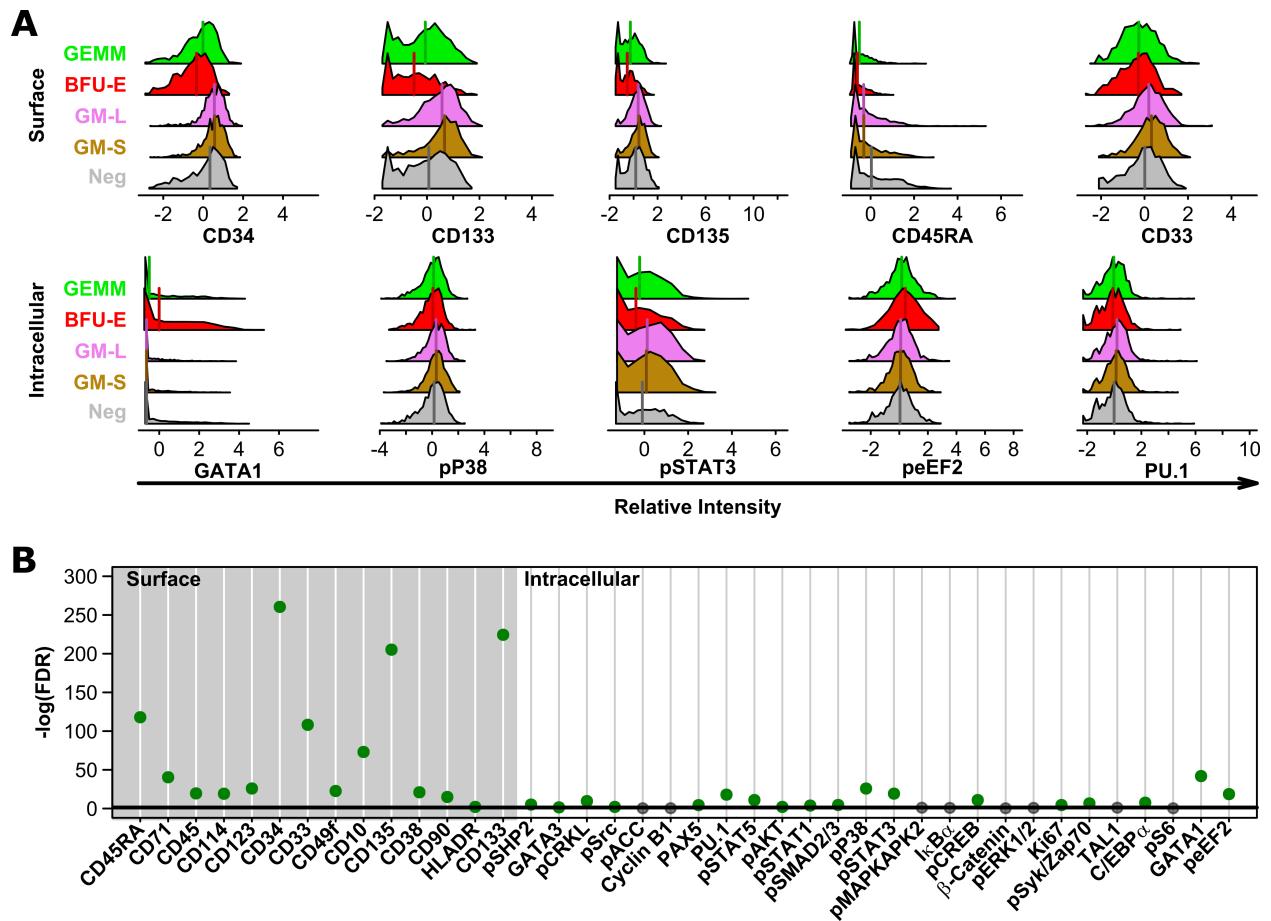 A
Surface
GEMM
BFU-E
GM-L
GM-S
Neg
-2 0 2 4
CD34
-2 0 2 4
CD133
-2 2 6 10
CD135
0 2 4 6
CD45RA
-2 0 2 4
CD33
Intracellular
GEMM
BFU-E
GM-L
GM-S
Neg
0 2 4 6
GATA1
-4 0 4 8
pP38
0 2 4 6
pSTAT3
-2 2 6 8
peEF2
-2 2 6 10
PU.1
Relative Intensity
B
-log(FDR)
300
250
200
150
100
50
0
Surface
Intracellular
CD45RA
CD71
CD45
CD114
CD123
CD34
CD33
CD49f
CD10
CD135
CD38
CD90
HLADR
CD133
pSHP2
GATA3
pCRKL
pSrc
pACC
Cyclin B1
PAX5
PU.1
pSTAT5
pAKT
pSTAT1
pSMAD2/3
pP38
pSTAT3
pMAPKAPK2
IκBα
pCREB
β-Catenin
pERK1/2
Ki67
pSyk/Zap70
TAL1
C/EBPα
pS6
GATA1
peEF2